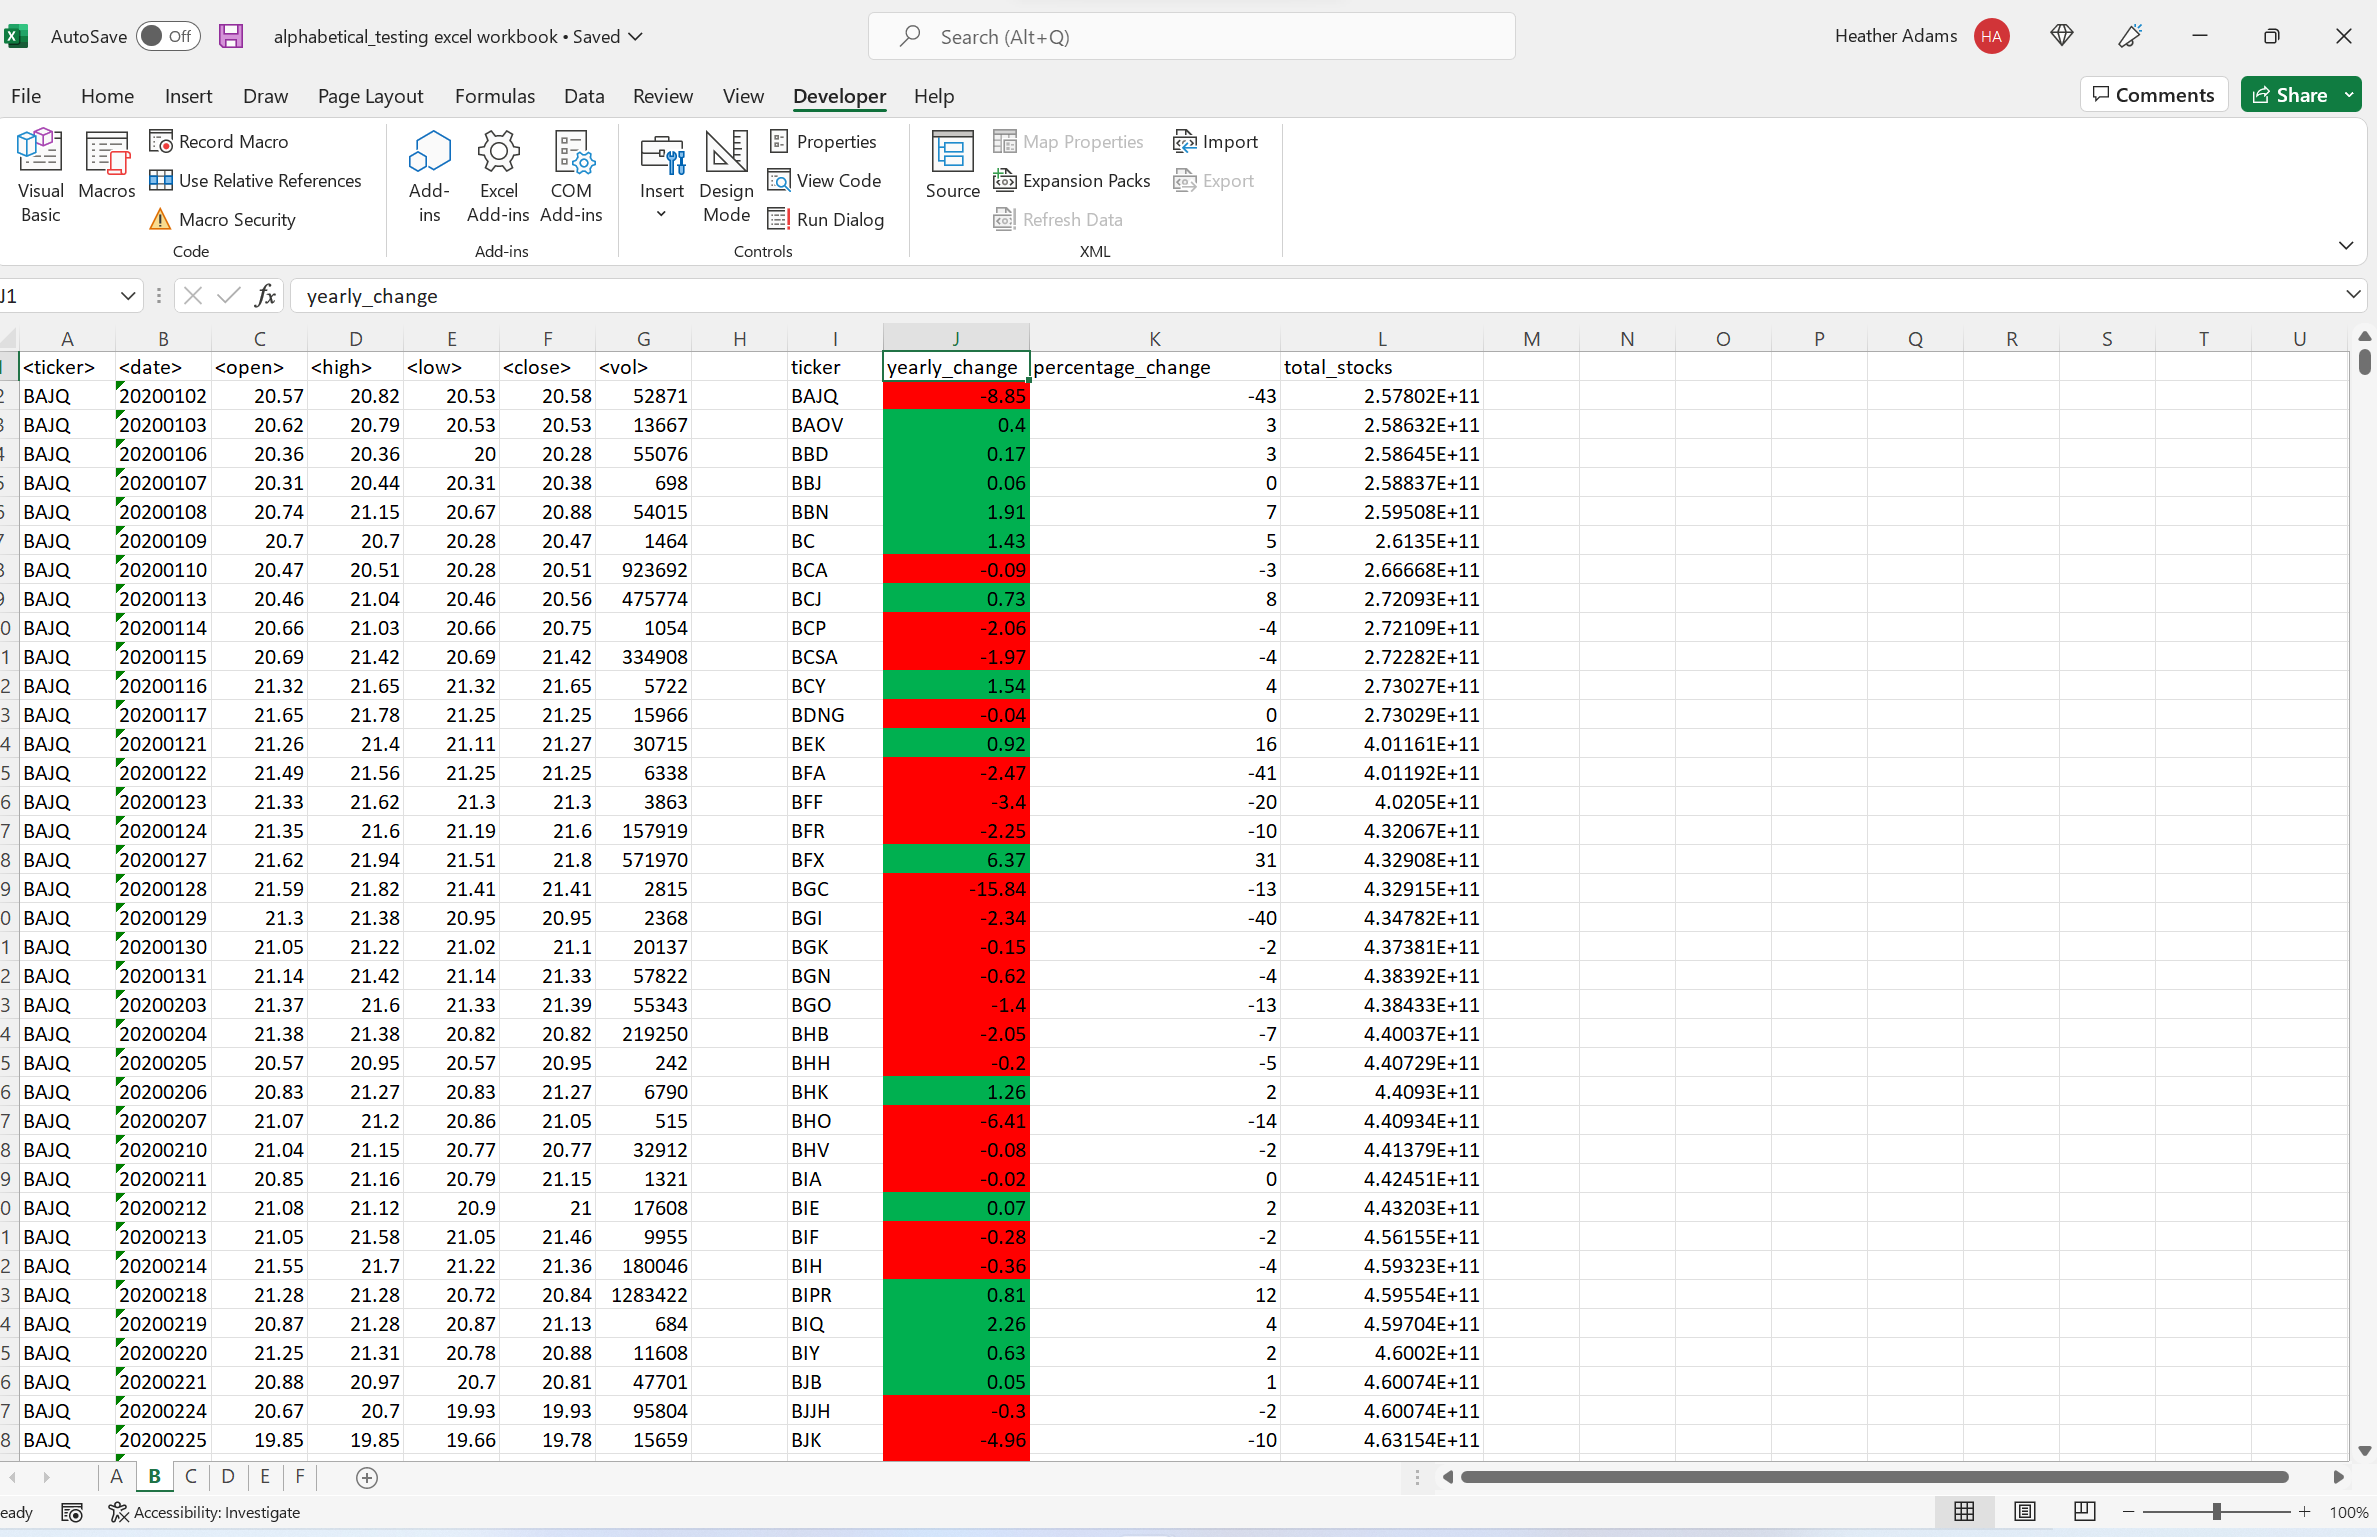 AutoSave Off alphabetical_testing excel workbook • Saved Search (Alt+Q) Heather Adams HA
File Home Insert Draw Page Layout Formulas Data Review View Developer Help Comments Share
Visual Basic Macros Record Macro Use Relative References Macro Security
Code
Add-ins Excel Add-ins COM Add-ins
Add-ins
Insert Design Mode Properties View Code Run Dialog
Controls
Source Map Properties Expansion Packs Refresh Data Import Export
XML
J1 fx yearly_change
A B C D E F G H I J K L M N O P Q R S T U
<ticker> <date> <open> <high> <low> <close> <vol> ticker yearly_change percentage_change total_stocks
2 BAJQ 20200102 20.57 20.82 20.53 20.58 52871 BAJQ -8.85 -43 2.57802E+11
3 BAJQ 20200103 20.62 20.79 20.53 20.53 13667 BAOV 0.4 3 2.58632E+11
4 BAJQ 20200106 20.36 20.36 20 20.28 55076 BBD 0.17 3 2.58645E+11
5 BAJQ 20200107 20.31 20.44 20.31 20.38 698 BBJ 0.06 0 2.58837E+11
6 BAJQ 20200108 20.74 21.15 20.67 20.88 54015 BBN 1.91 7 2.59508E+11
7 BAJQ 20200109 20.7 20.7 20.28 20.47 1464 BC 1.43 5 2.6135E+11
8 BAJQ 20200110 20.47 20.51 20.28 20.51 923692 BCA -0.09 -3 2.66668E+11
9 BAJQ 20200113 20.46 21.04 20.46 20.56 475774 BCJ 0.73 8 2.72093E+11
0 BAJQ 20200114 20.66 21.03 20.66 20.75 1054 BCP -2.06 -4 2.72109E+11
1 BAJQ 20200115 20.69 21.42 20.69 21.42 334908 BCSA -1.97 -4 2.72282E+11
2 BAJQ 20200116 21.32 21.65 21.32 21.65 5722 BCY 1.54 4 2.73027E+11
3 BAJQ 20200117 21.65 21.78 21.25 21.25 15966 BDNG -0.04 0 2.73029E+11
4 BAJQ 20200121 21.26 21.4 21.11 21.27 30715 BEK 0.92 16 4.01161E+11
5 BAJQ 20200122 21.49 21.56 21.25 21.25 6338 BFA -2.47 -41 4.01192E+11
6 BAJQ 20200123 21.33 21.62 21.3 21.3 3863 BFF -3.4 -20 4.0205E+11
7 BAJQ 20200124 21.35 21.6 21.19 21.6 157919 BFR -2.25 -10 4.32067E+11
8 BAJQ 20200127 21.62 21.94 21.51 21.8 571970 BFX 6.37 31 4.32908E+11
9 BAJQ 20200128 21.59 21.82 21.41 21.41 2815 BGC -15.84 -13 4.32915E+11
0 BAJQ 20200129 21.3 21.38 20.95 20.95 2368 BGI -2.34 -40 4.34782E+11
1 BAJQ 20200130 21.05 21.22 21.02 21.1 20137 BGK -0.15 -2 4.37381E+11
2 BAJQ 20200131 21.14 21.42 21.14 21.33 57822 BGN -0.62 -4 4.38392E+11
3 BAJQ 20200203 21.37 21.6 21.33 21.39 55343 BGO -1.4 -13 4.38433E+11
4 BAJQ 20200204 21.38 21.38 20.82 20.82 219250 BHB -2.05 -7 4.40037E+11
5 BAJQ 20200205 20.57 20.95 20.57 20.95 242 BHH -0.2 -5 4.40729E+11
6 BAJQ 20200206 20.83 21.27 20.83 21.27 6790 BHK 1.26 2 4.4093E+11
7 BAJQ 20200207 21.07 21.2 20.86 21.05 515 BHO -6.41 -14 4.40934E+11
8 BAJQ 20200210 21.04 21.15 20.77 20.77 32912 BHV -0.08 -2 4.41379E+11
9 BAJQ 20200211 20.85 21.16 20.79 21.15 1321 BIA -0.02 0 4.42451E+11
0 BAJQ 20200212 21.08 21.12 20.9 21 17608 BIE 0.07 2 4.43203E+11
1 BAJQ 20200213 21.05 21.58 21.05 21.46 9955 BIF -0.28 -2 4.56155E+11
2 BAJQ 20200214 21.55 21.7 21.22 21.36 180046 BIH -0.36 -4 4.59323E+11
3 BAJQ 20200218 21.28 21.28 20.72 20.84 1283422 BIPR 0.81 12 4.59554E+11
4 BAJQ 20200219 20.87 21.28 20.87 21.13 684 BIQ 2.26 4 4.59704E+11
5 BAJQ 20200220 21.25 21.31 20.78 20.88 11608 BIY 0.63 2 4.6002E+11
6 BAJQ 20200221 20.88 20.97 20.7 20.81 47701 BJB 0.05 1 4.60074E+11
7 BAJQ 20200224 20.67 20.7 19.93 19.93 95804 BJJH -0.3 -2 4.60074E+11
8 BAJQ 20200225 19.85 19.85 19.66 19.78 15659 BJK -4.96 -10 4.63154E+11
A B C D E F
eady Accessibility: Investigate 100%